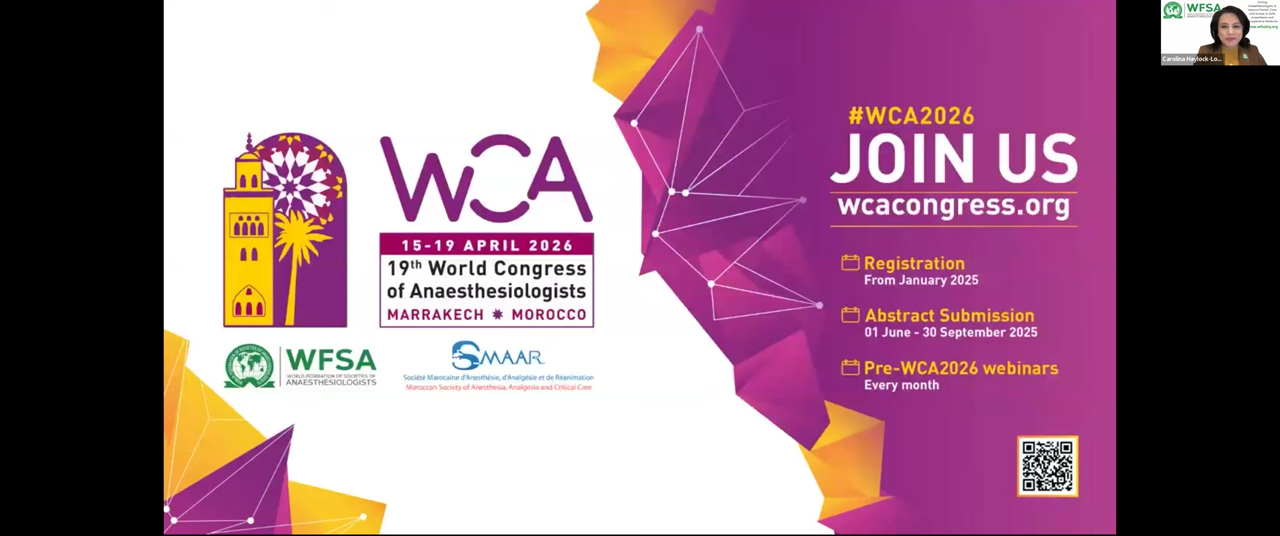 WCA
15-19 APRIL 2026
19th World Congress
of Anaesthesiologists
MARRAKECH MOROCCO
WFSA
WORLD FEDERATION OF SOCIETIES OF
ANAESTHESIOLOGISTS
SMAAR
Société Marocaine d'Anesthésie, d'Analgésie et de Réanimation
Moroccan Society of Anesthesia, Analgesia and Critical Care
#WCA2026
JOIN US
wcacongress.org
Registration
From January 2025
Abstract Submission
01 June - 30 September 2025
Pre-WCA2026 webinars
Every month
WFSA
Carolina Haylock-Lo...